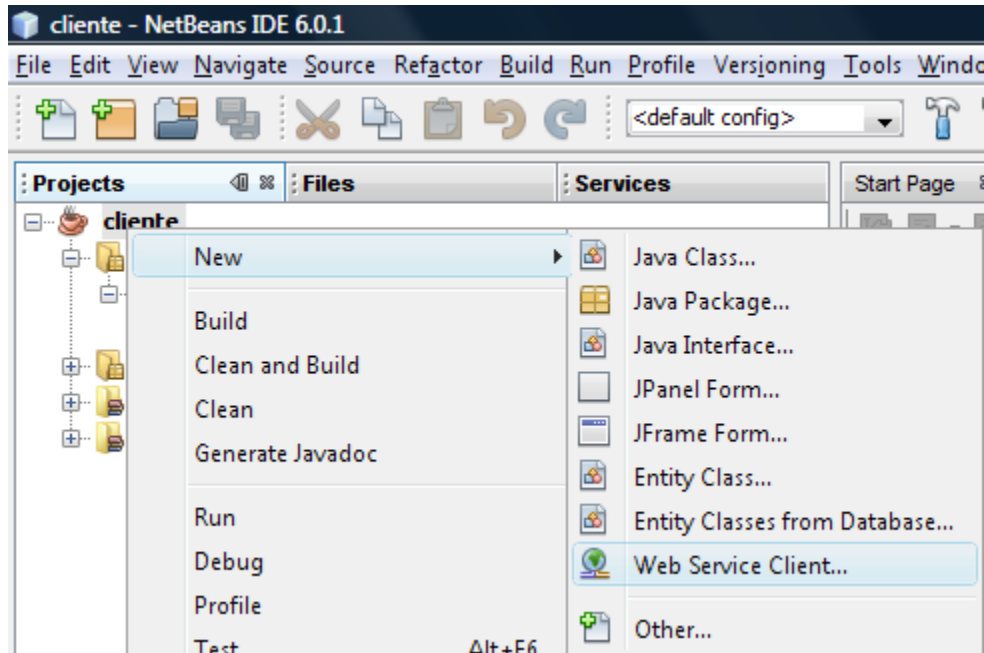 cliente - NetBeans IDE 6.0.1
File Edit View Navigate Source Refactor Build Run Profile Versioning Tools
<default config>
Projects Files Services Start Page
cliente
New
Build
Clean and Build
Clean
Generate Javadoc
Run
Debug
Profile
Test Alt+F6
Java Class...
Java Package...
Java Interface...
JPanel Form...
JFrame Form...
Entity Class...
Entity Classes from Database...
Web Service Client...
Other...